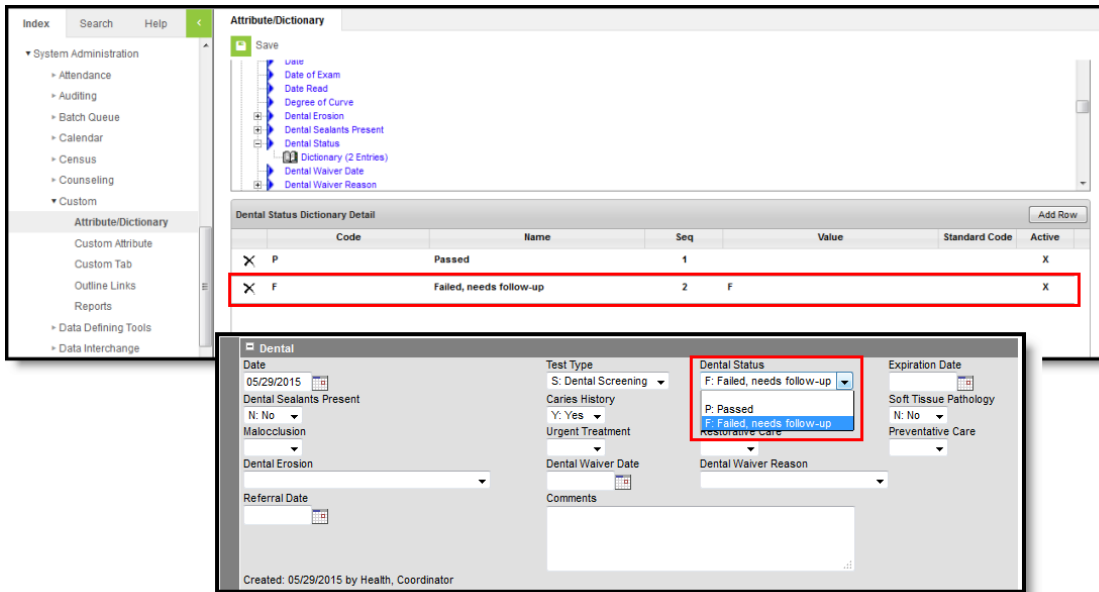 Index Search Help <
System Administration
Attendance
Auditing
Batch Queue
Calendar
Census
Counseling
Custom
Attribute/Dictionary
Custom Attribute
Custom Tab
Outline Links
Reports
Data Defining Tools
Data Interchange
Attribute/Dictionary
Save
Date
Date of Exam
Date Read
Degree of Curve
Dental Erosion
Dental Sealants Present
Dental Status
Dictionary (2 Entries)
Dental Waiver Date
Dental Waiver Reason
Dental Status Dictionary Detail Add Row
Code Name Seq Value Standard Code Active
X P Passed 1 X
X F Failed, needs follow-up 2 F X
Dental
Date Test Type Dental Status Expiration Date
05/29/2015 S: Dental Screening F: Failed, needs follow-up
P: Passed
F: Failed, needs follow-up
Dental Sealants Present Caries History Soft Tissue Pathology
N: No Y: Yes N: No
Malocclusion Urgent Treatment Restorative Care Preventative Care
Dental Erosion Dental Waiver Date Dental Waiver Reason
Referral Date Comments
Created: 05/29/2015 by Health, Coordinator